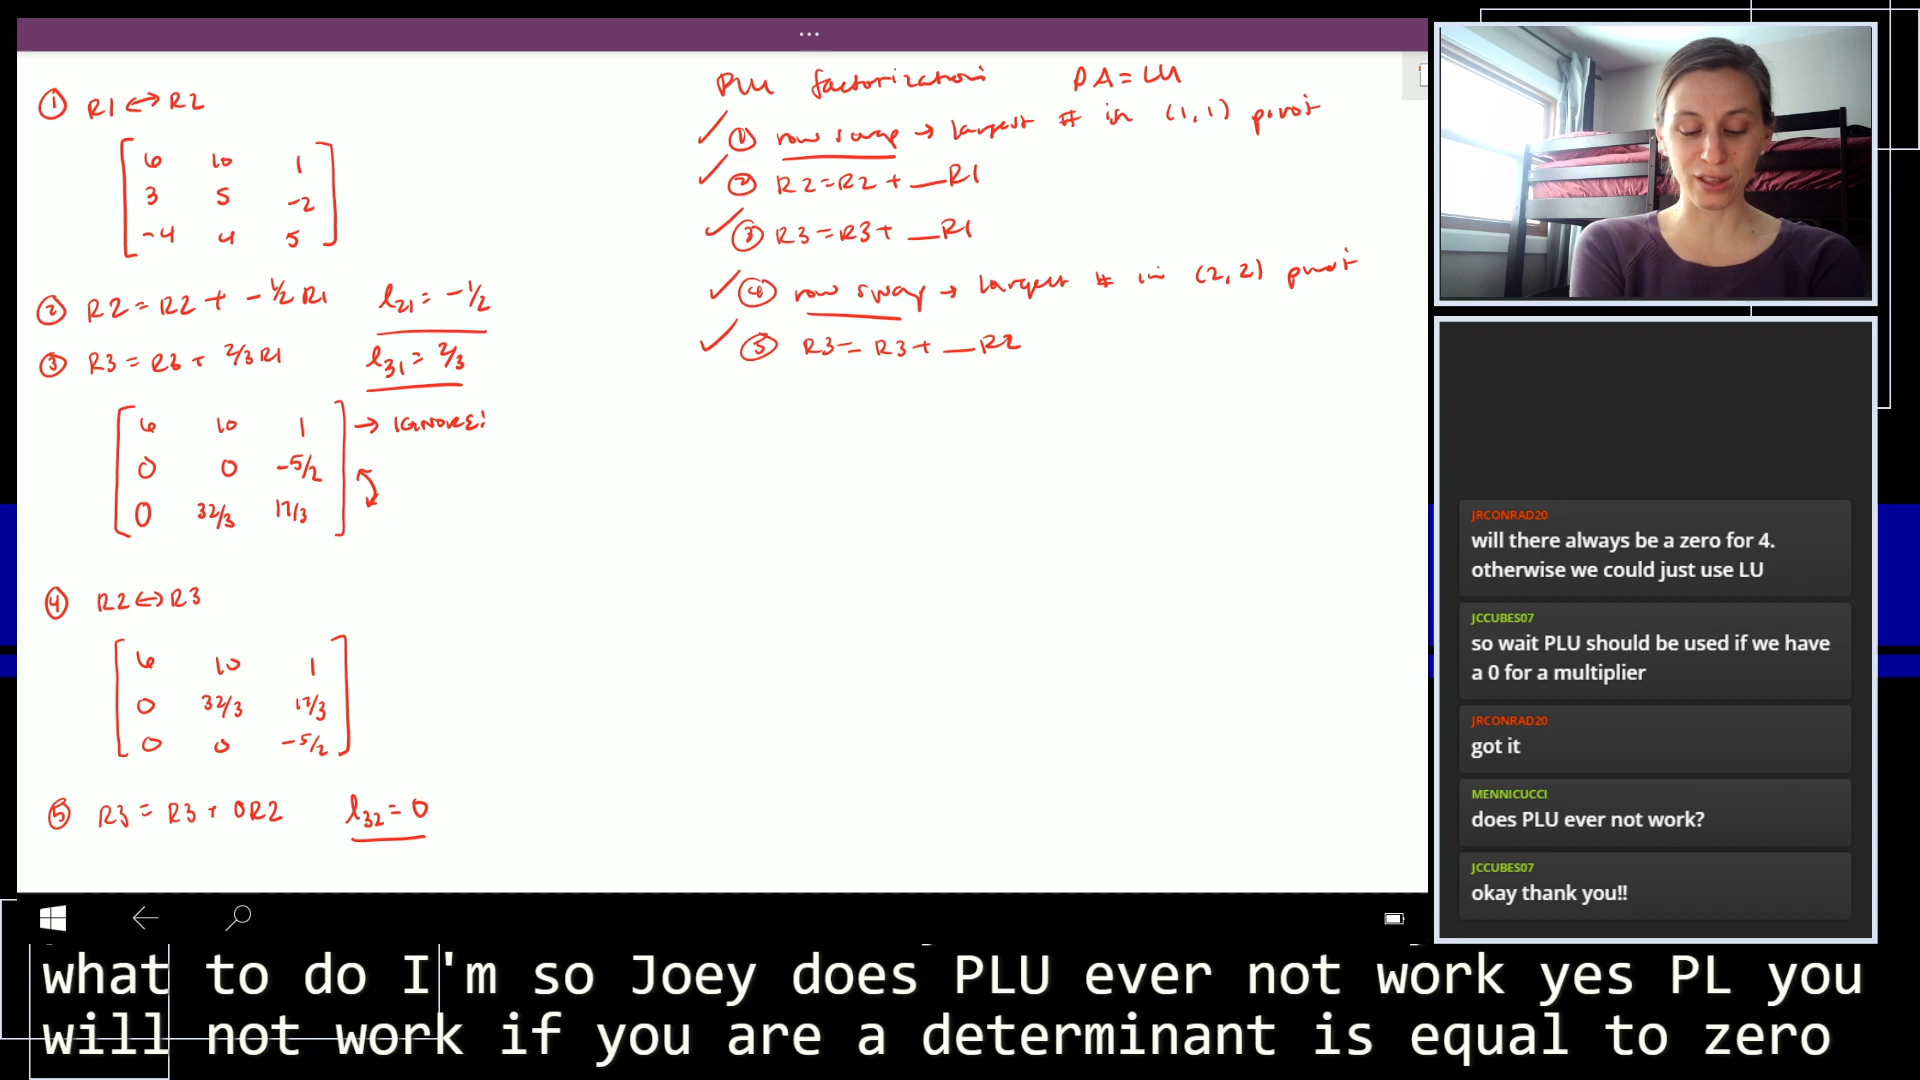 ...
① R1 ↔ R2
6 10 1
3 5 -2
-4 4 5
② R2 = R2 + -1/2 R1 l21 = -1/2
③ R3 = R3 + 2/3 R1 l31 = 2/3
6 10 1 → IGNORE!
0 0 -5/2
0 32/3 17/3
④ R2 ↔ R3
6 10 1
0 32/3 17/3
0 0 -5/2
⑤ R3 = R3 + 0R2 l32 = 0
PLU factorization PA = LU
✓ ① row swap → largest # in (1,1) pivot
✓ ② R2 = R2 + __R1
✓ ③ R3 = R3 + __R1
✓ ④ row swap → largest # in (2,2) pivot
✓ ⑤ R3 = R3 + __R2
JRCONRAD20
will there always be a zero for 4.
otherwise we could just use LU
JCCUBES07
so wait PLU should be used if we have
a 0 for a multiplier
JRCONRAD20
got it
MENNICUCCI
does PLU ever not work?
JCCUBES07
okay thank you!!
what to do I'm so Joey does PLU ever not work yes PL you
will not work if you are a determinant is equal to zero